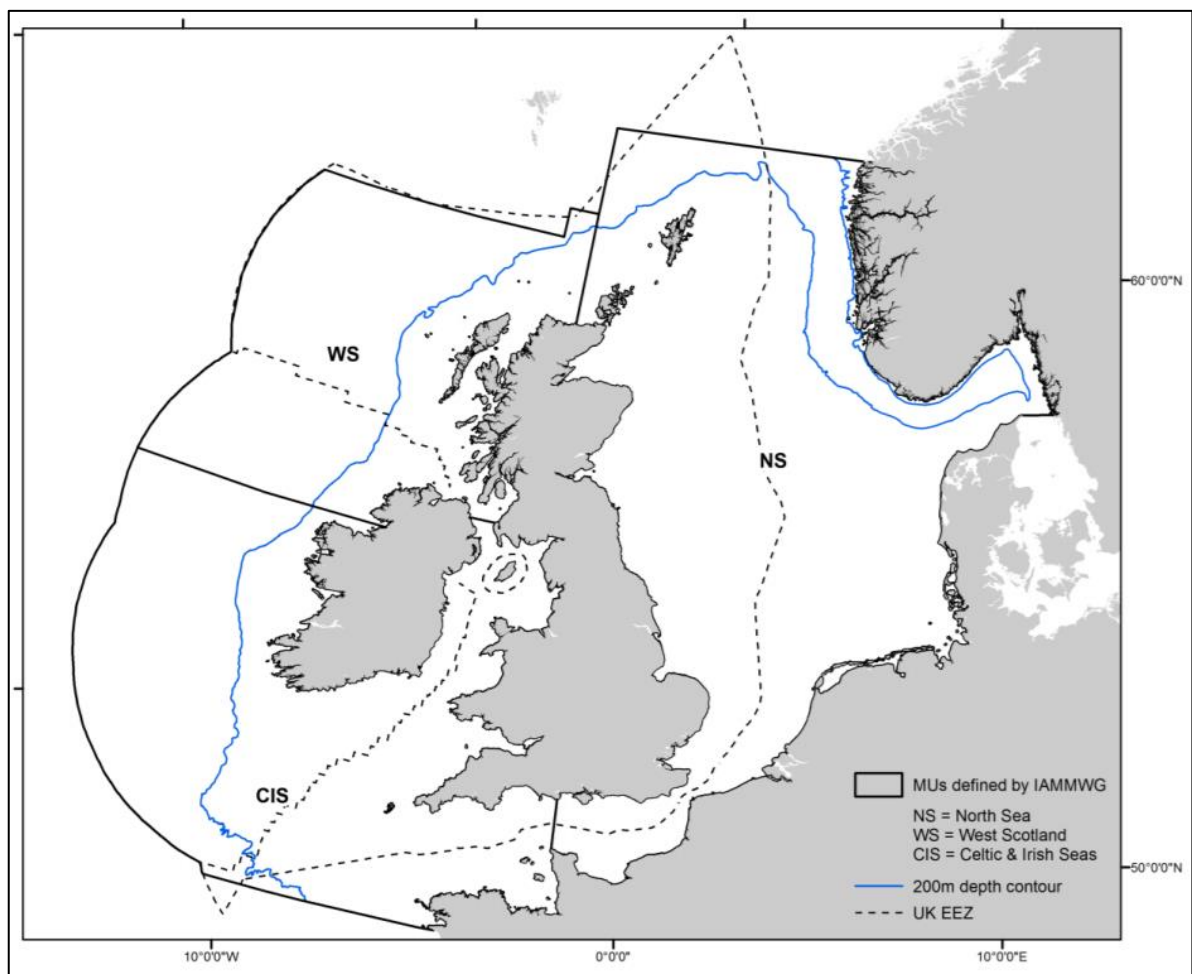 WS
NS
CIS
60°0'0"N
50°0'0"N
MUs defined by IAMMWG
NS = North Sea
WS = West Scotland
CIS = Celtic & Irish Seas
200m depth contour
UK EEZ
10°0'0"W
0°0'0"
10°0'0"E